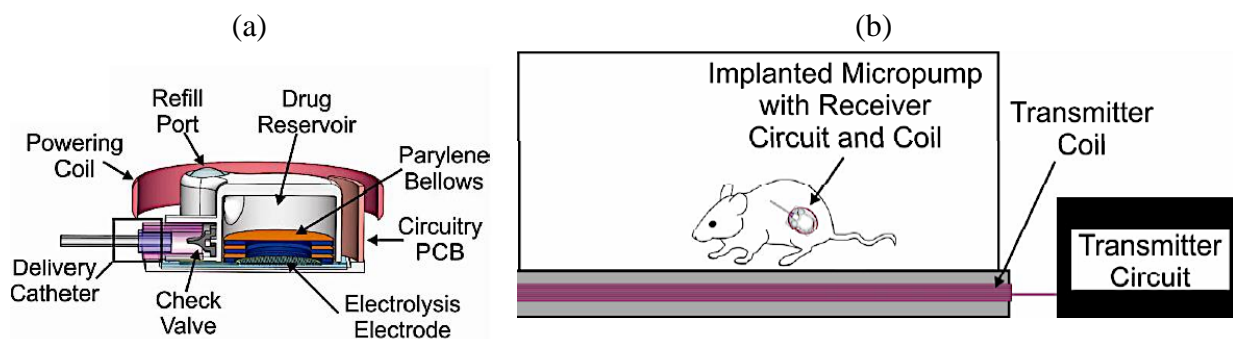 (a)
Refill
Port
Drug
Reservoir
Powering
Coil
Parylene
Bellows
Circuitry
PCB
Delivery
Catheter
Check
Valve
Electrolysis
Electrode
(b)
Implanted Micropump
with Receiver
Circuit and Coil
Transmitter
Coil
Transmitter
Circuit